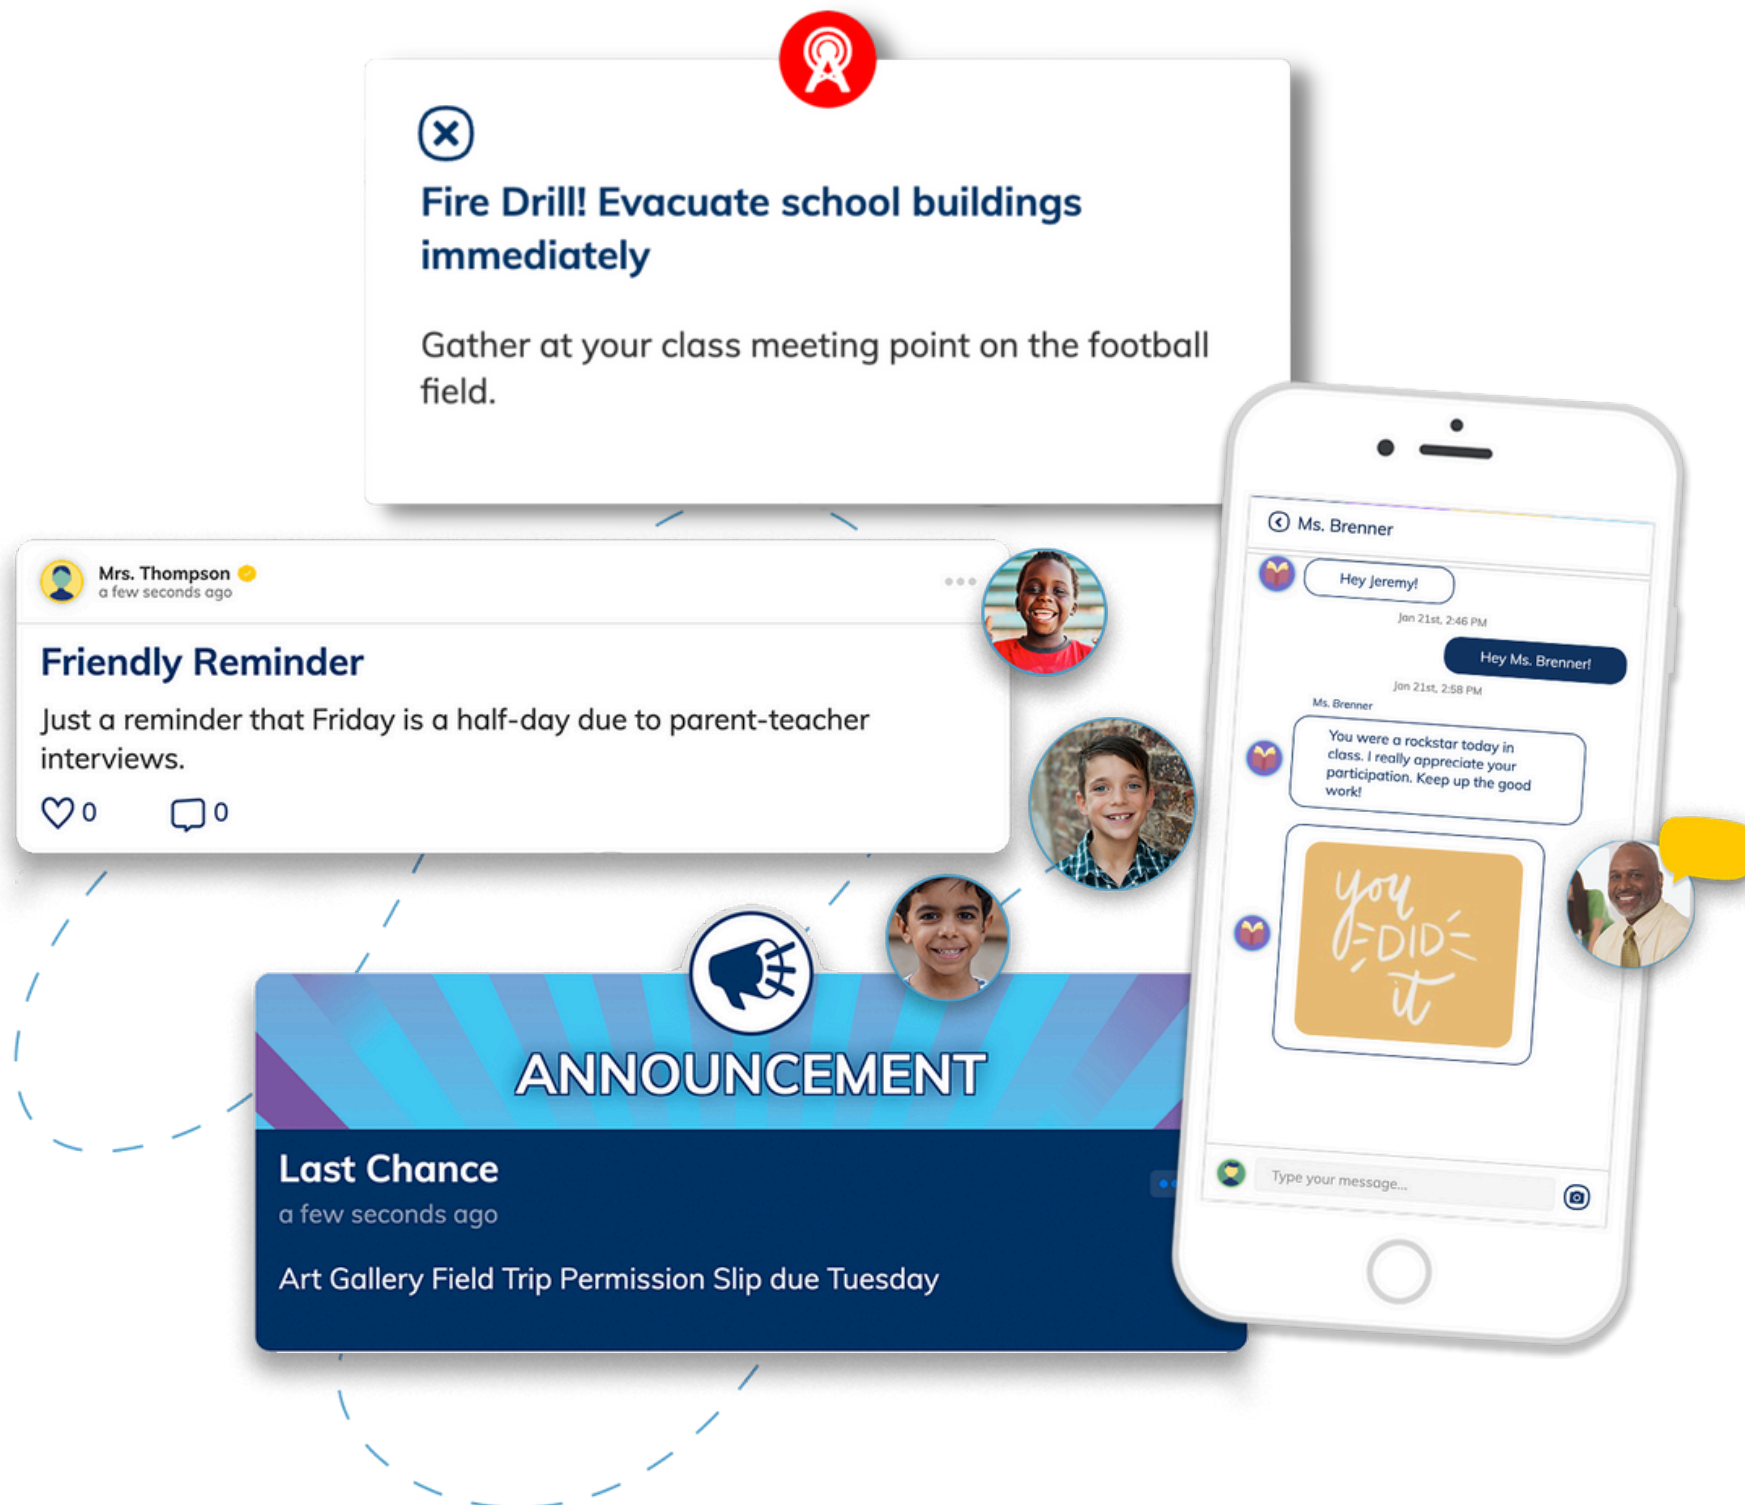 Fire Drill! Evacuate school buildings
immediately
Gather at your class meeting point on the football
field.
Mrs. Thompson
a few seconds ago
Friendly Reminder
Just a reminder that Friday is a half-day due to parent-teacher
interviews.
0
0
ANNOUNCEMENT
Last Chance
a few seconds ago
Art Gallery Field Trip Permission Slip due Tuesday
Ms. Brenner
Hey Jeremy!
Jan 21st, 2:46 PM
Hey Ms. Brenner!
Jan 21st, 2:58 PM
Ms. Brenner
You were a rockstar today in
class. I really appreciate your
participation. Keep up the good
work!
you
DID
it
Type your message...